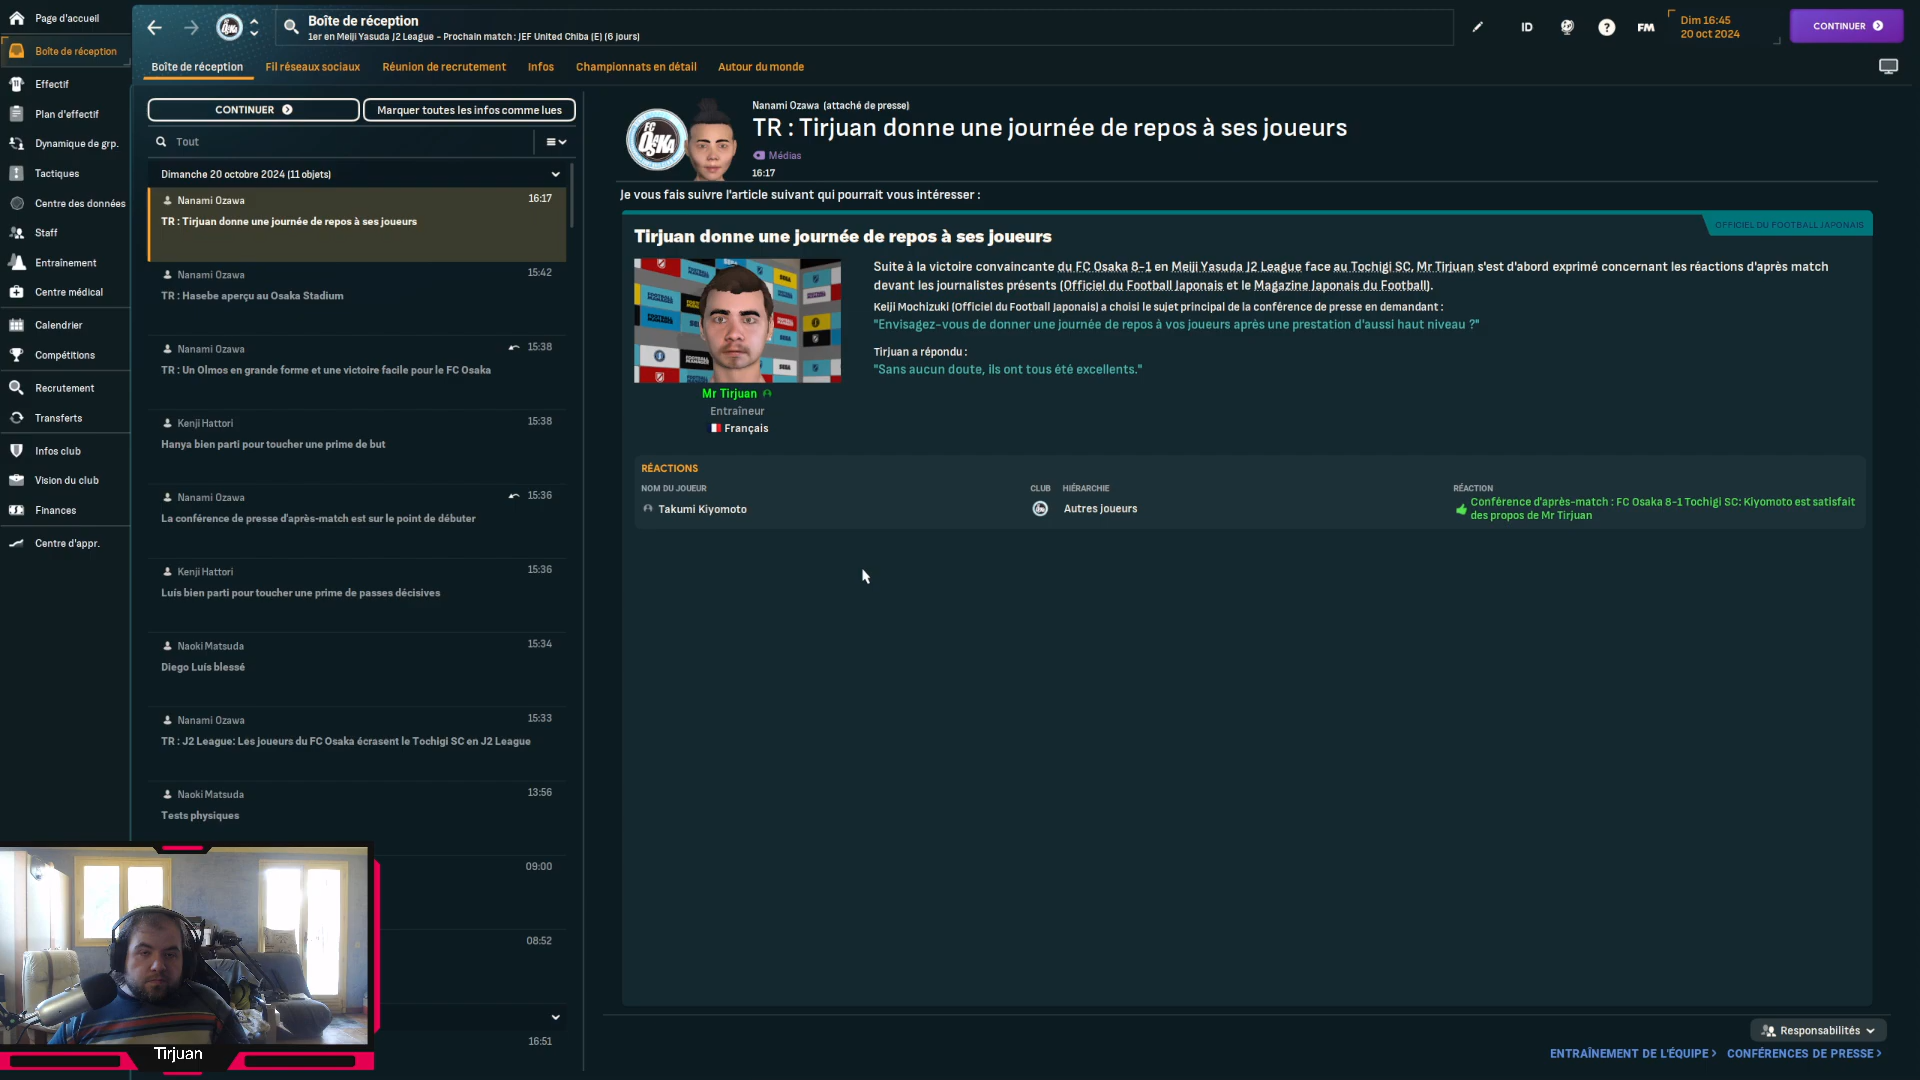 Page d'accueil
Boîte de réception
Effectif
Plan d'effectif
Dynamique de grp.
Tactiques
Centre des données
Staff
Entraînement
Centre médical
Calendrier
Compétitions
Recrutement
Transferts
Infos club
Vision du club
Finances
Centre d'appr.
Boîte de réception
1er en Meiji Yasuda J2 League - Prochain match : JEF United Chiba (E) (6 jours)
ID
?
FM
Dim 16:45
20 oct 2024
CONTINUER
Boîte de réception
Fil réseaux sociaux
Réunion de recrutement
Infos
Championnats en détail
Autour du monde
CONTINUER
Marquer toutes les infos comme lues
Tout
Dimanche 20 octobre 2024 (11 objets)
Nanami Ozawa 16:17
TR : Tirjuan donne une journée de repos à ses joueurs
Nanami Ozawa 15:42
TR : Hasebe aperçu au Osaka Stadium
Nanami Ozawa 15:38
TR : Un Olmos en grande forme et une victoire facile pour le FC Osaka
Kenji Hattori 15:38
Hanya bien parti pour toucher une prime de but
Nanami Ozawa 15:36
La conférence de presse d'après-match est sur le point de débuter
Kenji Hattori 15:36
Luís bien parti pour toucher une prime de passes décisives
Naoki Matsuda 15:34
Diego Luís blessé
Nanami Ozawa 15:33
TR : J2 League: Les joueurs du FC Osaka écrasent le Tochigi SC en J2 League
Naoki Matsuda 13:56
Tests physiques
09:00
08:52
16:51
Tirjuan
FC
OSAKA
Nanami Ozawa (attaché de presse)
TR : Tirjuan donne une journée de repos à ses joueurs
Médias
16:17
Je vous fais suivre l'article suivant qui pourrait vous intéresser :
OFFICIEL DU FOOTBALL JAPONAIS
Tirjuan donne une journée de repos à ses joueurs
Suite à la victoire convaincante du FC Osaka 8-1 en Meiji Yasuda J2 League face au Tochigi SC, Mr Tirjuan s'est d'abord exprimé concernant les réactions d'après match
devant les journalistes présents (Officiel du Football Japonais et le Magazine Japonais du Football).
Keiji Mochizuki (Officiel du Football Japonais) a choisi le sujet principal de la conférence de presse en demandant :
"Envisagez-vous de donner une journée de repos à vos joueurs après une prestation d'aussi haut niveau ?"
Tirjuan a répondu :
"Sans aucun doute, ils ont tous été excellents."
Mr Tirjuan
Entraîneur
Français
RÉACTIONS
NOM DU JOUEUR CLUB HIÉRARCHIE RÉACTION
Takumi Kiyomoto Autres joueurs
Conférence d'après-match : FC Osaka 8-1 Tochigi SC: Kiyomoto est satisfait
des propos de Mr Tirjuan
Responsabilités
ENTRAÎNEMENT DE L'ÉQUIPE >
CONFÉRENCES DE PRESSE >